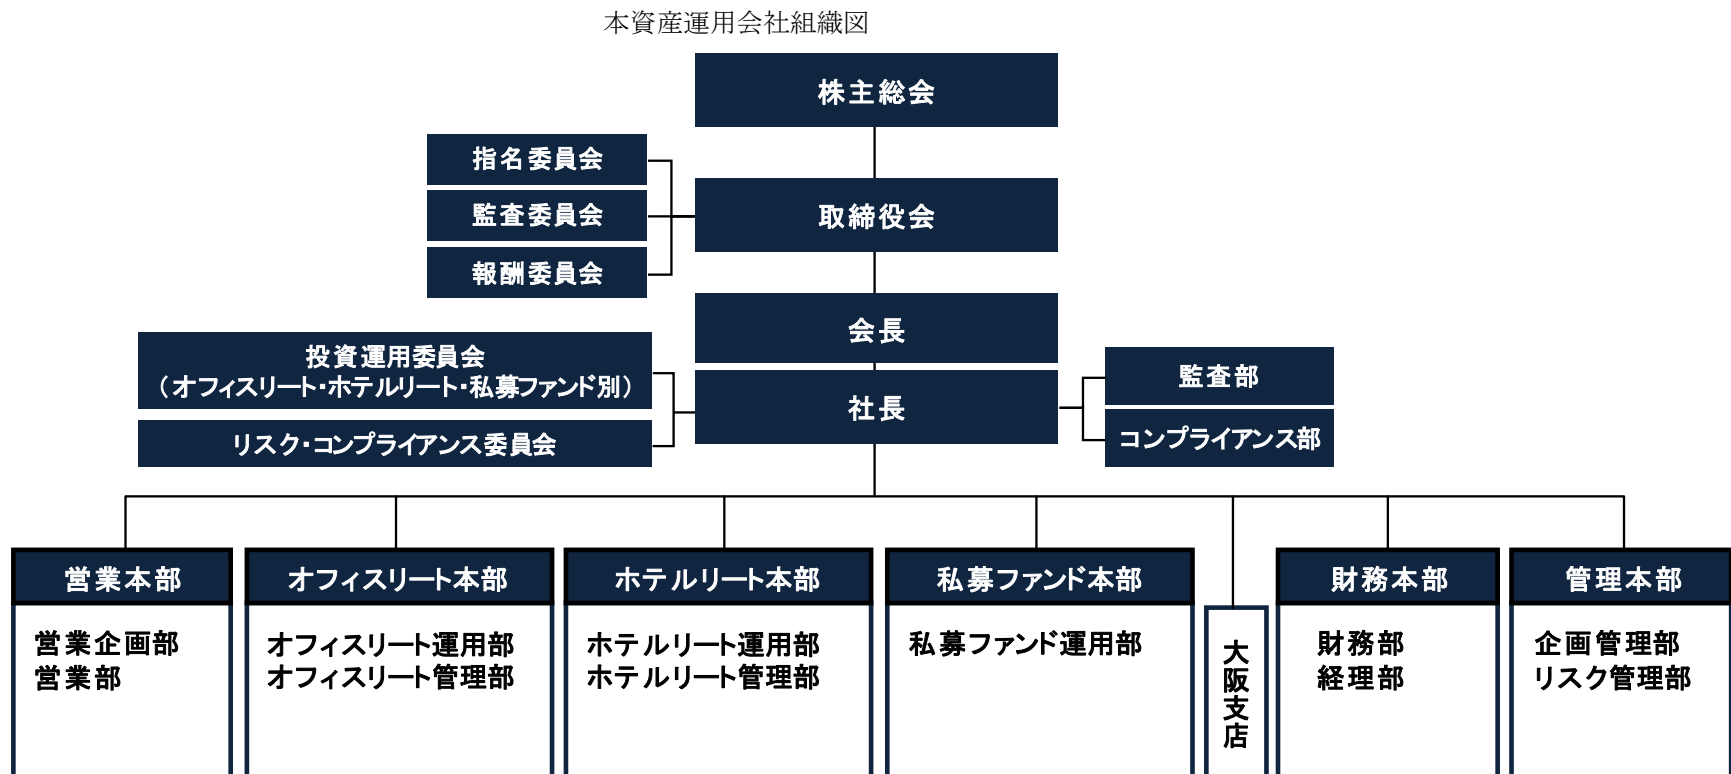 本資産運用会社組織図
株主総会
指名委員会
監査委員会
報酬委員会
取締役会
会長
投資運用委員会
（オフィスリート・ホテルリート・私募ファンド別）
リスク・コンプライアンス委員会
社長
監査部
コンプライアンス部
営業本部
営業企画部
営業部
オフィスリート本部
オフィスリート運用部
オフィスリート管理部
ホテルリート本部
ホテルリート運用部
ホテルリート管理部
私募ファンド本部
私募ファンド運用部
大阪支店
財務本部
財務部
経理部
管理本部
企画管理部
リスク管理部